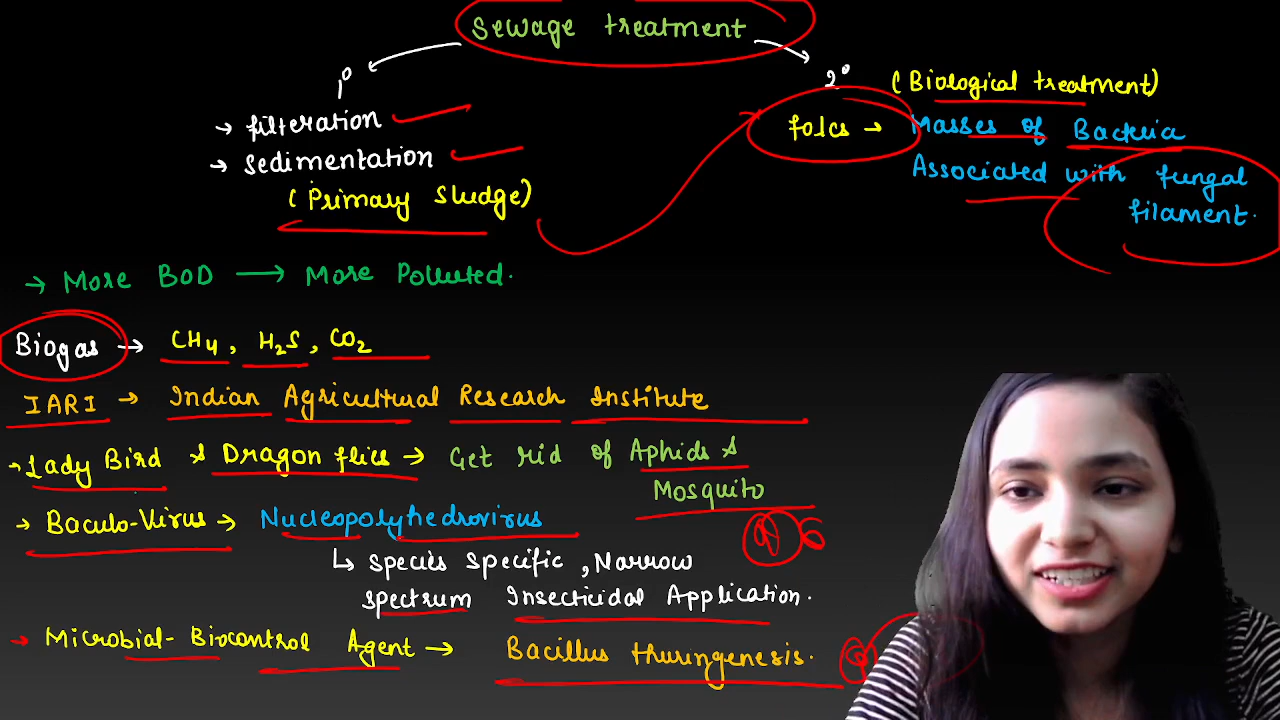 Sewage treatment
1° 2° (Biological treatment)
→ filteration
→ sedimentation
(Primary Sludge)
folcs → Masses of Bacteria
Associated with fungal
filament.
→ More BOD → More Polluted.
Biogas → CH4, H2S, CO2
IARI → Indian Agricultural Research Institute
→ Lady Bird & Dragon flies → Get rid of Aphids &
Mosquito
→ Baculo-Virus → Nucleopolyhedrovirus
↳ Species Specific, Narrow
spectrum Insecticidal Application.
→ Microbial-Biocontrol Agent → Bacillus thuringenesis.